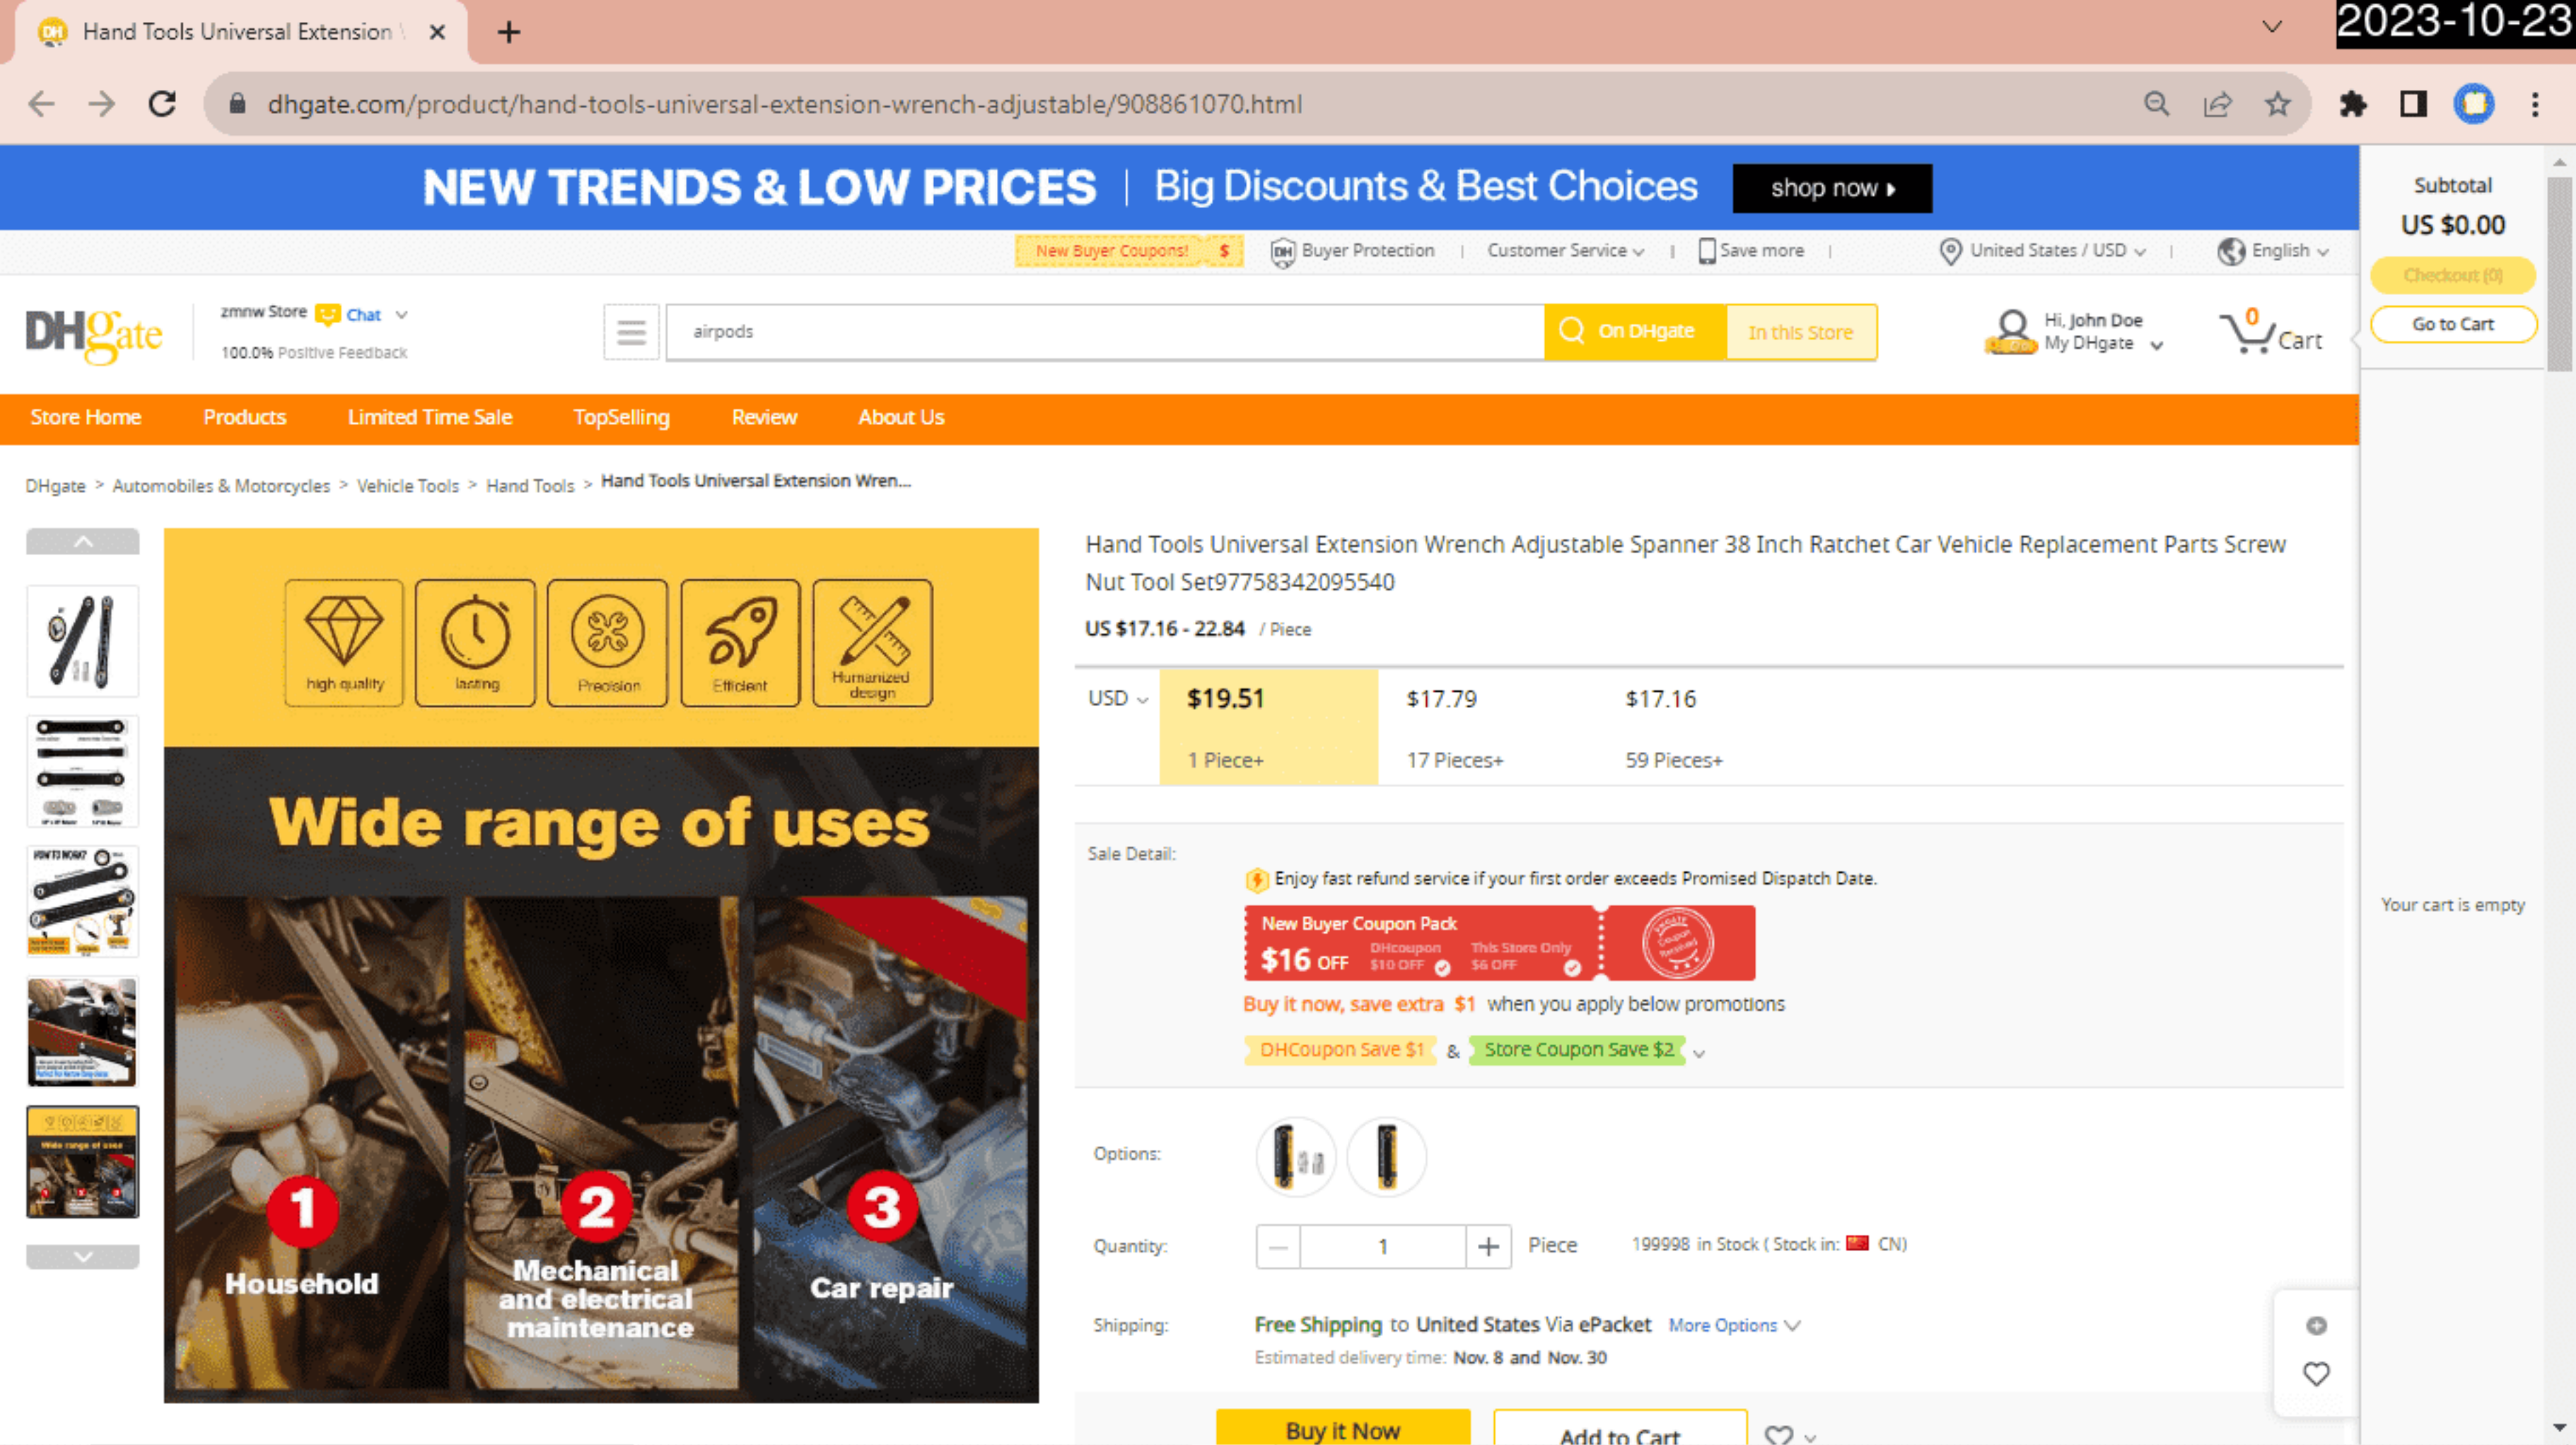 Hand Tools Universal Extension
2023-10-23
dhgate.com/product/hand-tools-universal-extension-wrench-adjustable/908861070.html
NEW TRENDS & LOW PRICES | Big Discounts & Best Choices shop now
New Buyer Coupons! $ Buyer Protection | Customer Service | Save more | United States / USD | English
DHgate
zmnw Store Chat
100.0% Positive Feedback
airpods
On DHgate
In this Store
Hi, John Doe
My DHgate
0
Cart
Subtotal
US $0.00
Checkout (0)
Go to Cart
Your cart is empty
Store Home Products Limited Time Sale TopSelling Review About Us
DHgate > Automobiles & Motorcycles > Vehicle Tools > Hand Tools > Hand Tools Universal Extension Wren...
high quality
lasting
Precision
Efficient
Humanized
design
Wide range of uses
1
Household
2
Mechanical
and electrical
maintenance
3
Car repair
Hand Tools Universal Extension Wrench Adjustable Spanner 38 Inch Ratchet Car Vehicle Replacement Parts Screw
Nut Tool Set97758342095540
US $17.16 - 22.84 / Piece
USD $19.51 $17.79 $17.16
1 Piece+ 17 Pieces+ 59 Pieces+
Sale Detail:
Enjoy fast refund service if your first order exceeds Promised Dispatch Date.
New Buyer Coupon Pack
$16 OFF
DHcoupon
$10 OFF
This Store Only
$6 OFF
Coupon
Buy it now, save extra $1 when you apply below promotions
DHCoupon Save $1 & Store Coupon Save $2
Options:
Quantity: 1 Piece 199998 in Stock ( Stock in: CN)
Shipping: Free Shipping to United States Via ePacket More Options
Estimated delivery time: Nov. 8 and Nov. 30
Buy it Now
Add to Cart